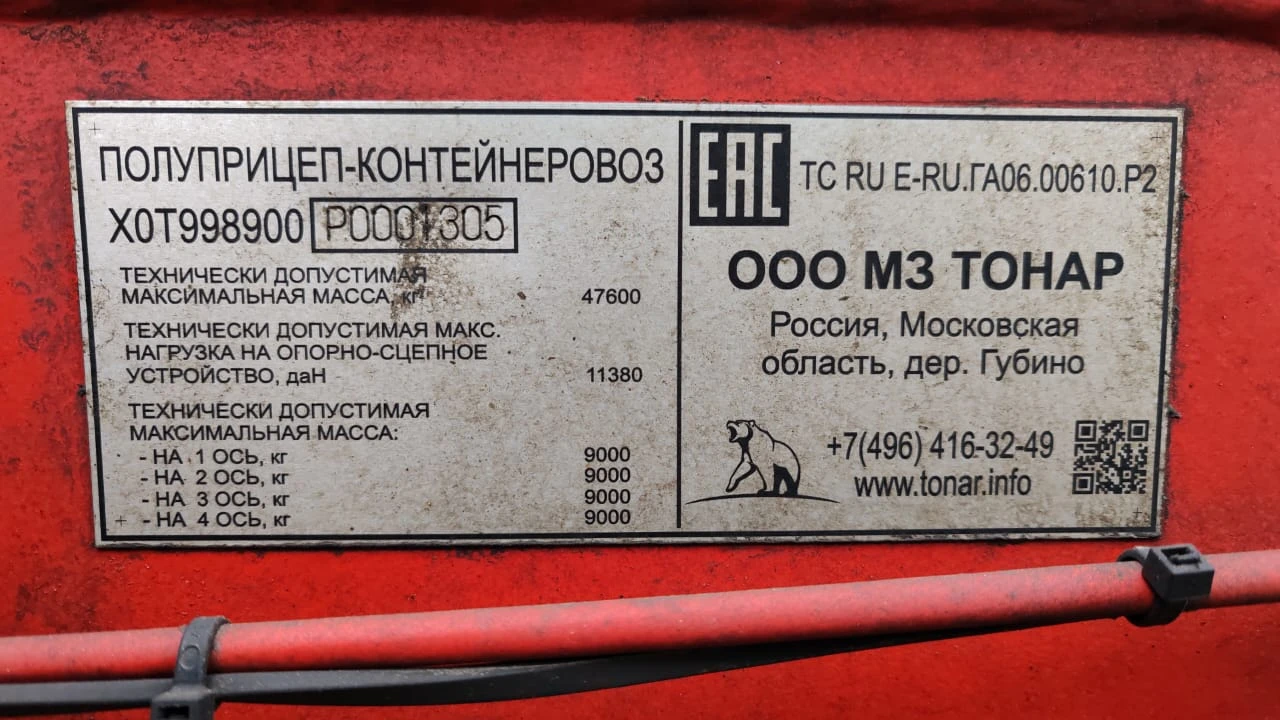 ПОЛУПРИЦЕП-КОНТЕЙНЕРОВОЗ
X0T998900 P0001305
ТЕХНИЧЕСКИ ДОПУСТИМАЯ
МАКСИМАЛЬНАЯ МАССА, кг 47600
ТЕХНИЧЕСКИ ДОПУСТИМАЯ МАКС.
НАГРУЗКА НА ОПОРНО-СЦЕПНОЕ
УСТРОЙСТВО, даН 11380
ТЕХНИЧЕСКИ ДОПУСТИМАЯ
МАКСИМАЛЬНАЯ МАССА:
- НА 1 ОСЬ, кг 9000
- НА 2 ОСЬ, кг 9000
- НА 3 ОСЬ, кг 9000
- НА 4 ОСЬ, кг 9000
EAC ТС RU E-RU.ГА06.00610.Р2
ООО МЗ ТОНАР
Россия, Московская
область, дер. Губино
+7(496) 416-32-49
www.tonar.info